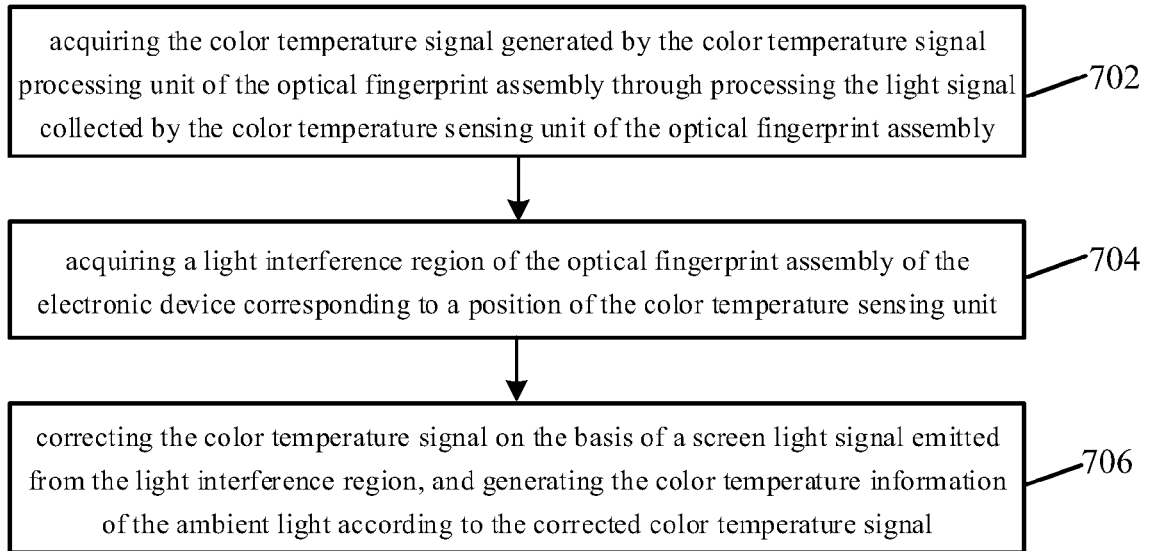 acquiring the color temperature signal generated by the color temperature signal
processing unit of the optical fingerprint assembly through processing the light signal
collected by the color temperature sensing unit of the optical fingerprint assembly
702
acquiring a light interference region of the optical fingerprint assembly of the
electronic device corresponding to a position of the color temperature sensing unit
704
correcting the color temperature signal on the basis of a screen light signal emitted
from the light interference region, and generating the color temperature information
of the ambient light according to the corrected color temperature signal
706